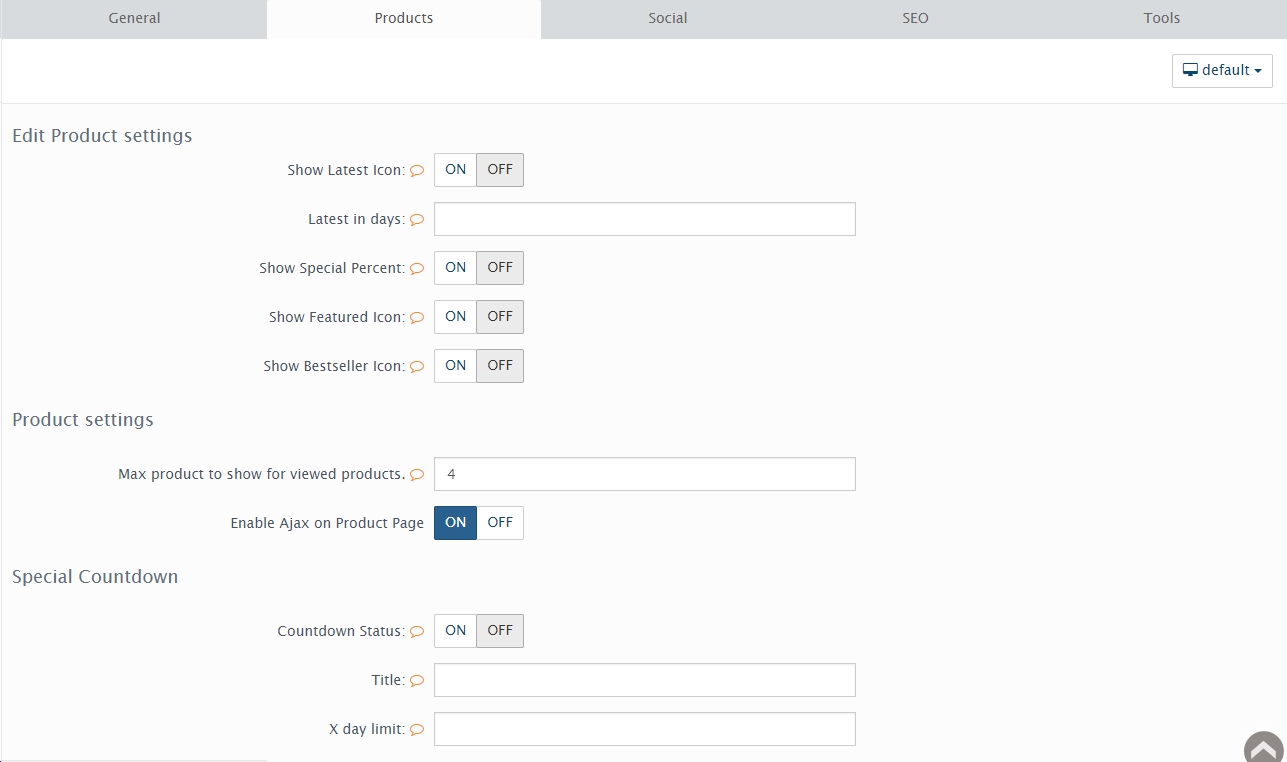 General Products Social SEO Tools
default
Edit Product settings
Show Latest Icon: ON OFF
Latest in days:
Show Special Percent: ON OFF
Show Featured Icon: ON OFF
Show Bestseller Icon: ON OFF
Product settings
Max product to show for viewed products. 4
Enable Ajax on Product Page ON OFF
Special Countdown
Countdown Status: ON OFF
Title:
X day limit: